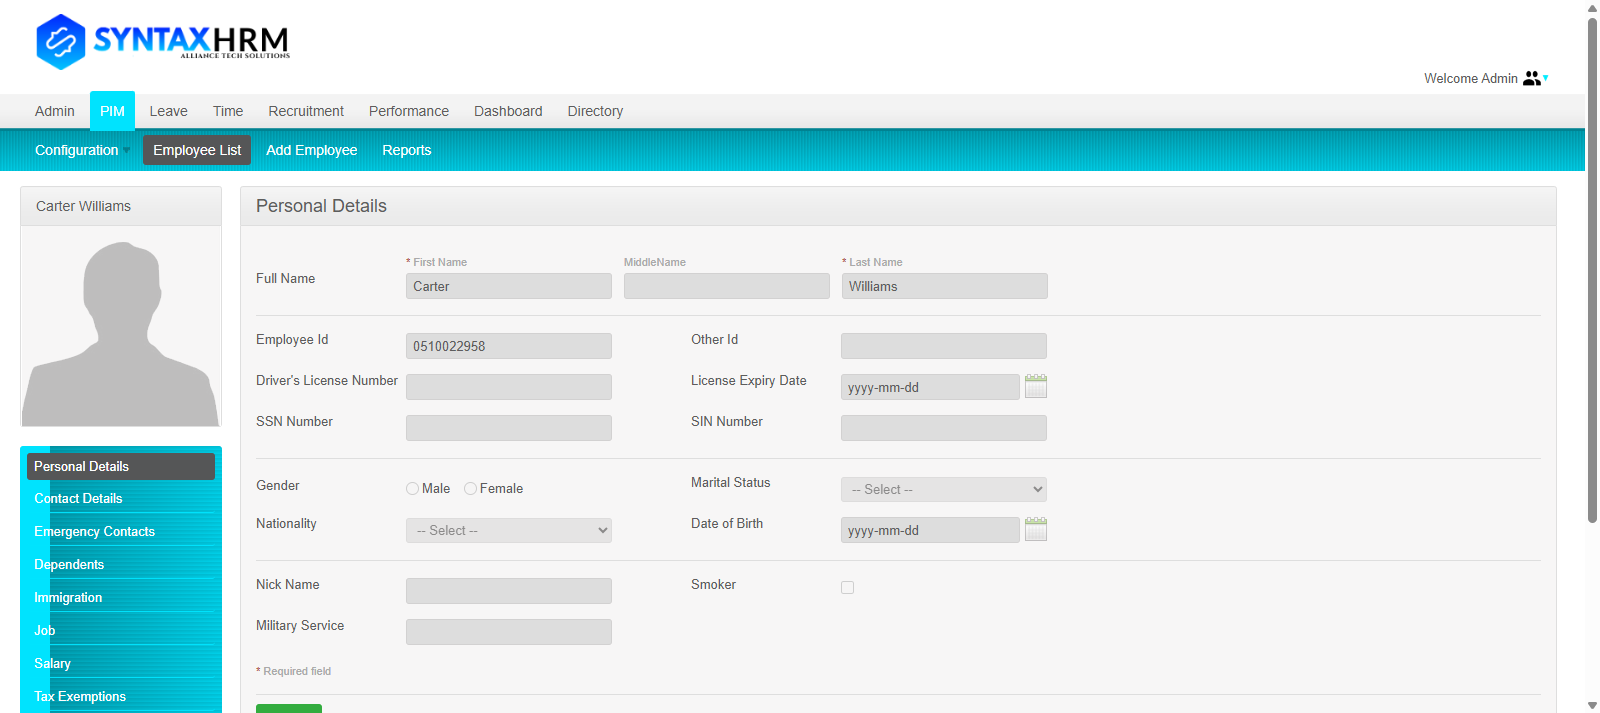 SYNTAXHRM
ALLIANCE TECH SOLUTIONS
Welcome Admin
Admin PIM Leave Time Recruitment Performance Dashboard Directory
Configuration Employee List Add Employee Reports
Carter Williams
Personal Details
* First Name MiddleName * Last Name
Full Name Carter Williams
Employee Id 0510022958 Other Id
Driver's License Number License Expiry Date yyyy-mm-dd
SSN Number SIN Number
Gender Male Female Marital Status -- Select --
Nationality -- Select -- Date of Birth yyyy-mm-dd
Nick Name Smoker
Military Service
* Required field
Personal Details
Contact Details
Emergency Contacts
Dependents
Immigration
Job
Salary
Tax Exemptions